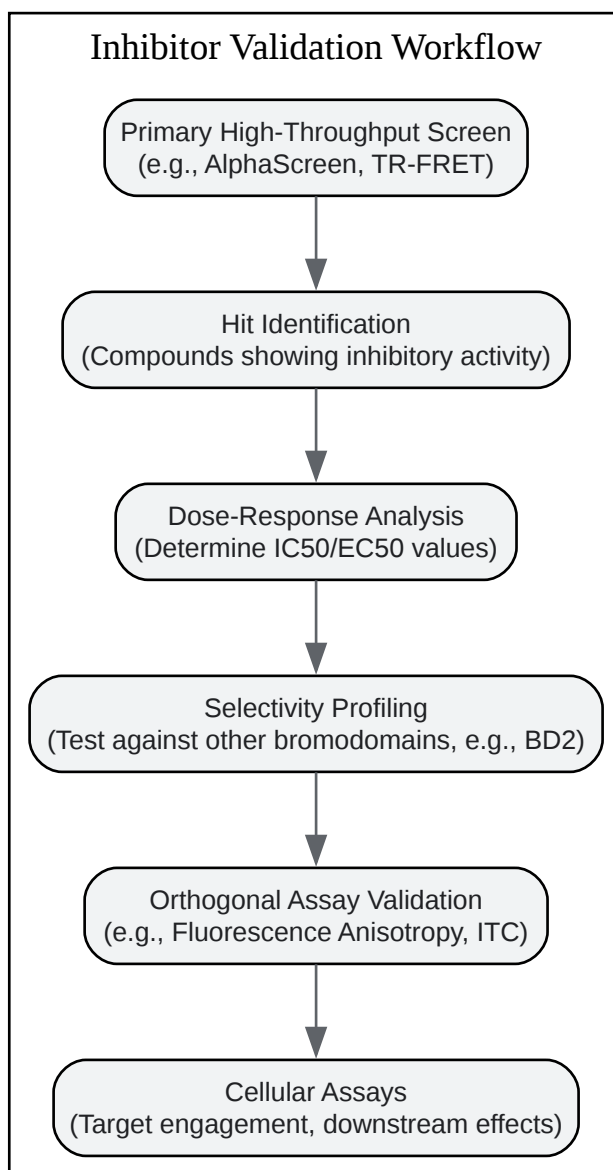 Inhibitor Validation Workflow
Primary High-Throughput Screen
(e.g., AlphaScreen, TR-FRET)
Hit Identification
(Compounds showing inhibitory activity)
Dose-Response Analysis
(Determine IC50/EC50 values)
Selectivity Profiling
(Test against other bromodomains, e.g., BD2)
Orthogonal Assay Validation
(e.g., Fluorescence Anisotropy, ITC)
Cellular Assays
(Target engagement, downstream effects)